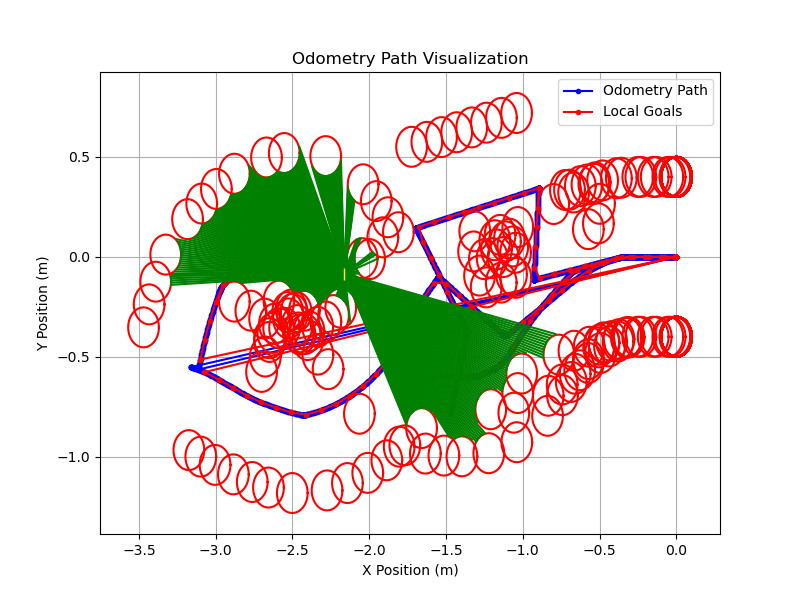 Odometry Path Visualization
Odometry Path
Local Goals
Y Position (m)
0.5
0.0
−0.5
−1.0
−3.5 −3.0 −2.5 −2.0 −1.5 −1.0 −0.5 0.0
X Position (m)